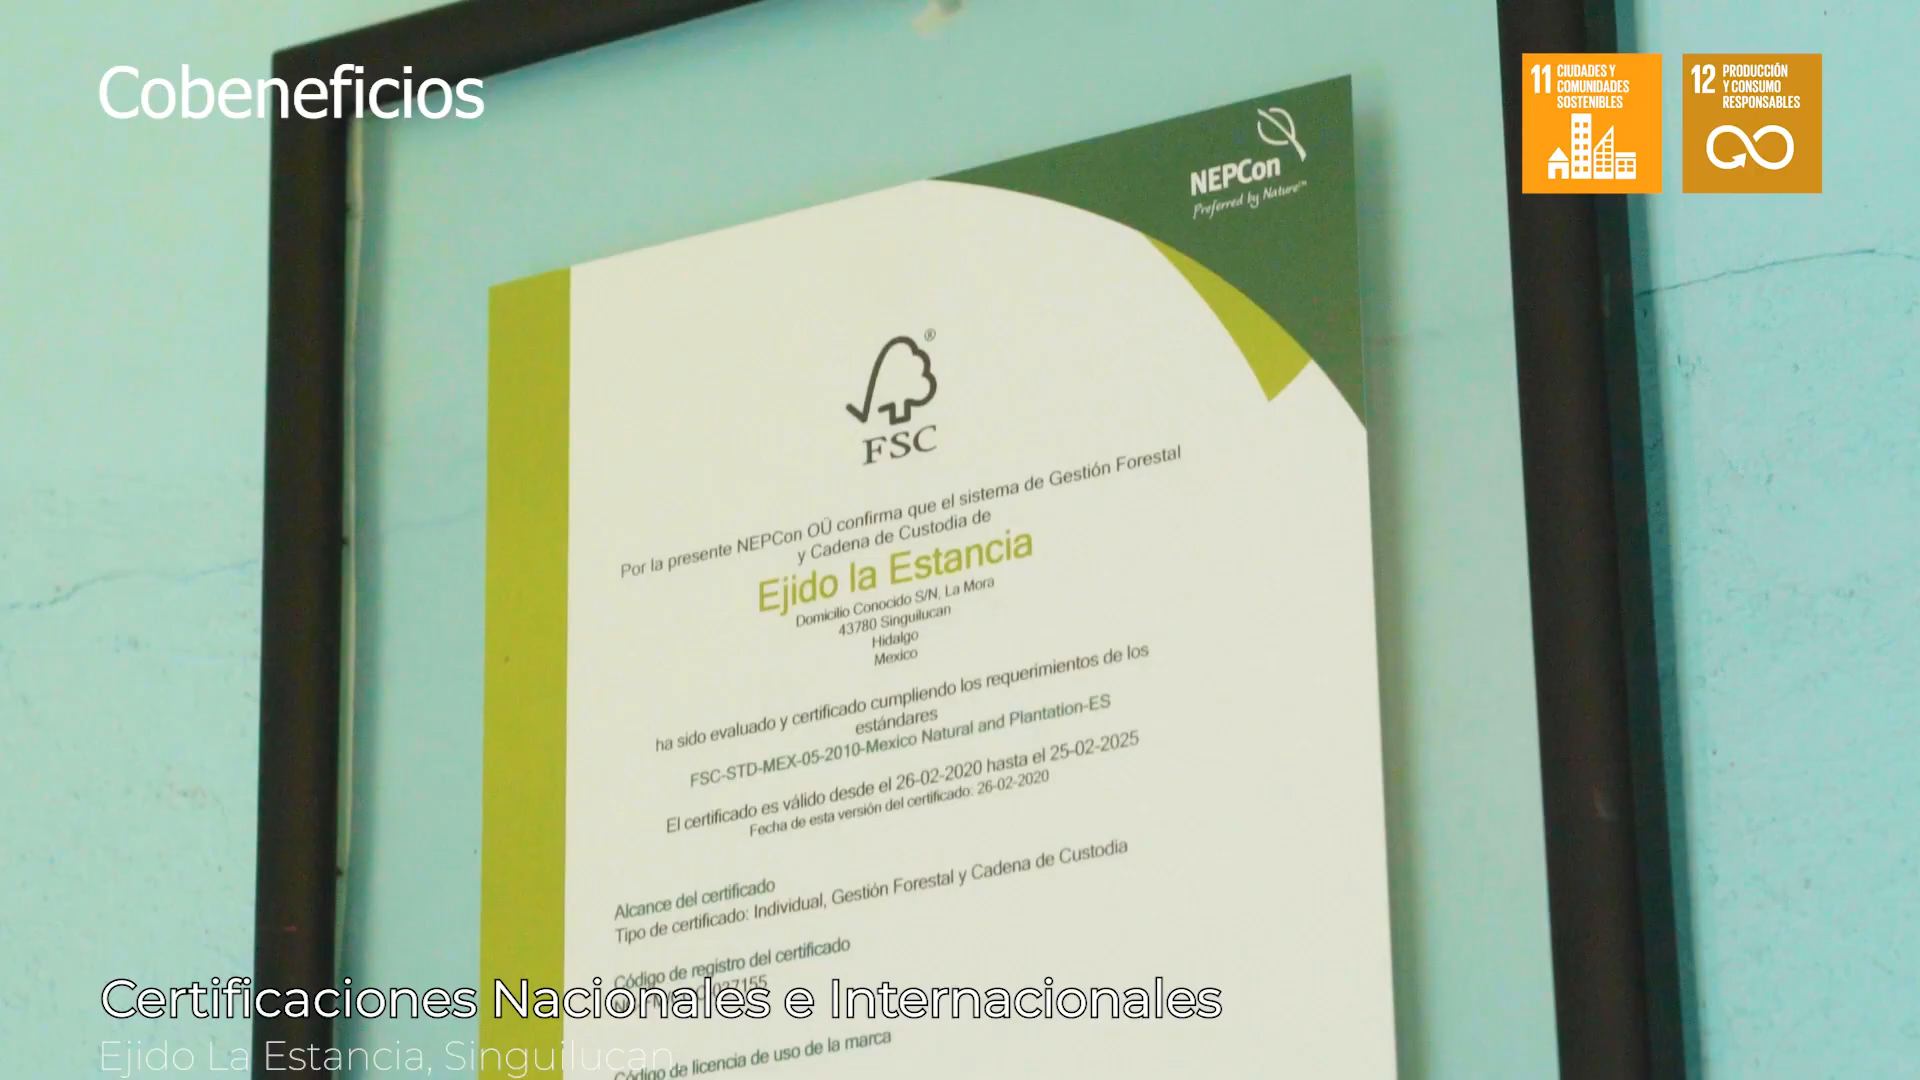 Cobeneficios
11 CIUDADES Y
COMUNIDADES
SOSTENIBLES
12 PRODUCCIÓN
Y CONSUMO
RESPONSABLES
NEPCon
Preferred by Nature™
®
FSC
Por la presente NEPCon OÜ confirma que el sistema de Gestión Forestal
y Cadena de Custodia de
Ejido la Estancia
Domicilio Conocido S/N, La Mora
43780 Singuilucan
Hidalgo
Mexico
ha sido evaluado y certificado cumpliendo los requerimientos de los
estándares
FSC-STD-MEX-05-2010-Mexico Natural and Plantation-ES
El certificado es válido desde el 26-02-2020 hasta el 25-02-2025
Fecha de esta versión del certificado: 26-02-2020
Alcance del certificado
Tipo de certificado: Individual, Gestión Forestal y Cadena de Custodia
Código de registro del certificado
Certificaciones Nacionales e Internacionales
Ejido La Estancia, Singuilucan
Código de licencia de uso de la marca